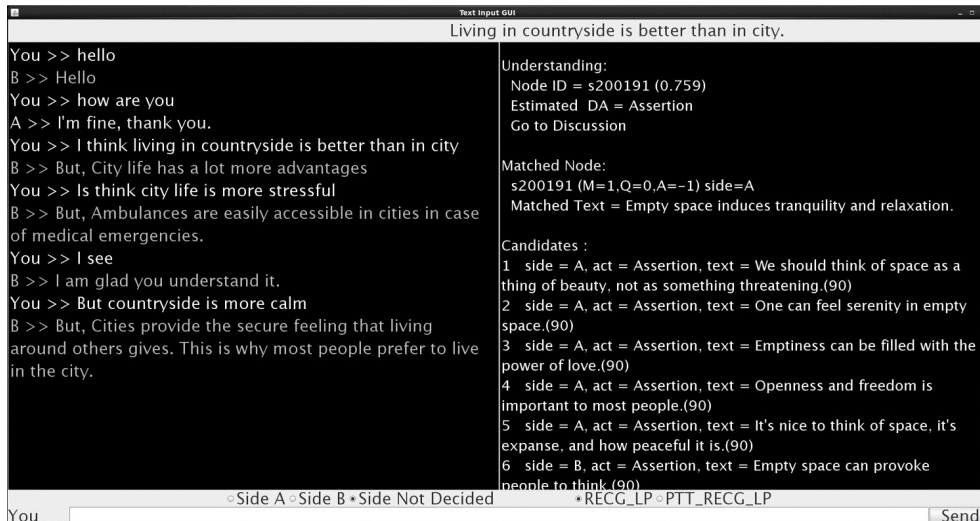 Text Input GUI
Living in countryside is better than in city.
You >> hello
B >> Hello
You >> how are you
A >> I'm fine, thank you.
You >> I think living in countryside is better than in city
B >> But, City life has a lot more advantages
You >> Is think city life is more stressful
B >> But, Ambulances are easily accessible in cities in case
of medical emergencies.
You >> I see
B >> I am glad you understand it.
You >> But countryside is more calm
B >> But, Cities provide the secure feeling that living
around others gives. This is why most people prefer to live
in the city.
Understanding:
Node ID = s200191 (0.759)
Estimated DA = Assertion
Go to Discussion
Matched Node:
s200191 (M=1,Q=0,A=-1) side=A
Matched Text = Empty space induces tranquility and relaxation.
Candidates :
1 side = A, act = Assertion, text = We should think of space as a
thing of beauty, not as something threatening.(90)
2 side = A, act = Assertion, text = One can feel serenity in empty
space.(90)
3 side = A, act = Assertion, text = Emptiness can be filled with the
power of love.(90)
4 side = A, act = Assertion, text = Openness and freedom is
important to most people.(90)
5 side = A, act = Assertion, text = It's nice to think of space, it's
expanse, and how peaceful it is.(90)
6 side = B, act = Assertion, text = Empty space can provoke
people to think.(90)
Side A Side B Side Not Decided RECG_LP PTT_RECG_LP
You Send